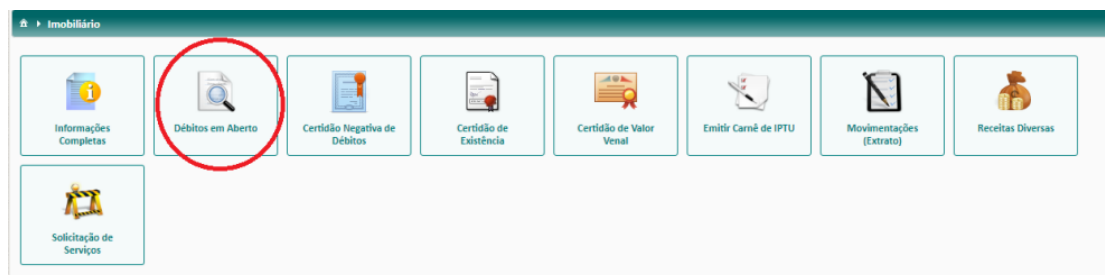 Imobiliário
Informações
Completas
Débitos em Aberto
Certidão Negativa de
Débitos
Certidão de
Existência
Certidão de Valor
Venal
Emitir Carnê de IPTU
Movimentações
(Extrato)
Receitas Diversas
Solicitação de
Serviços